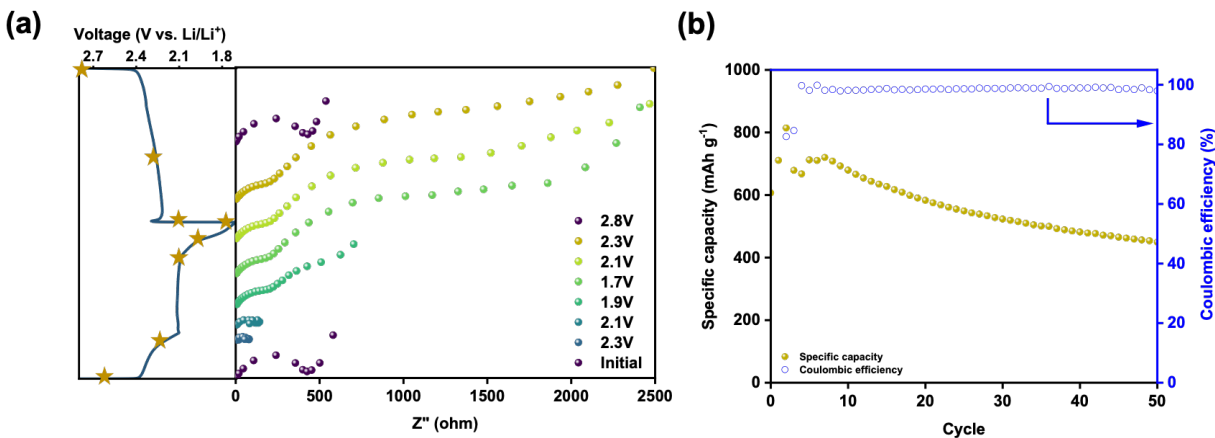 (a)
Voltage (V vs. Li/Li⁺)
2.7 2.4 2.1 1.8
2.8V
2.3V
2.1V
1.7V
1.9V
2.1V
2.3V
Initial
0 500 1000 1500 2000 2500
Z" (ohm)
(b)
1000
800
600
400
200
0
Specific capacity (mAh g⁻¹)
Specific capacity
Coulombic efficiency
100
80
60
40
20
0
Coulombic efficiency (%)
0 10 20 30 40 50
Cycle